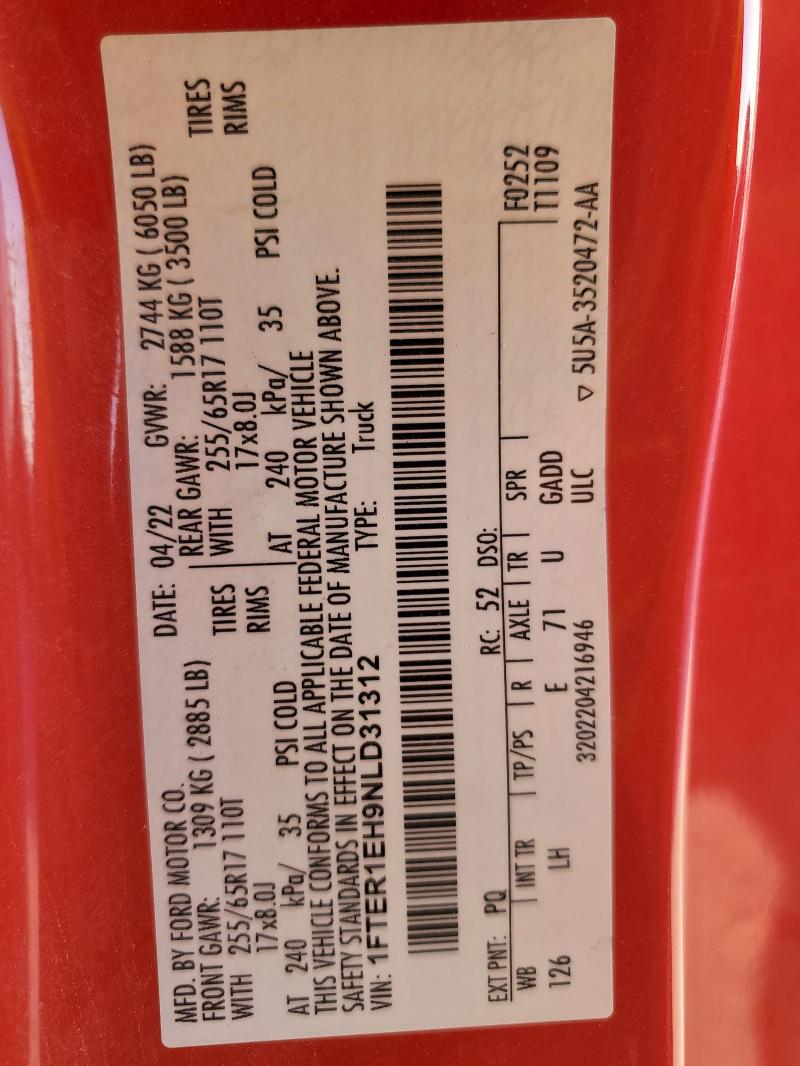 MFD. BY FORD MOTOR CO. DATE: 04/22 GVWR: 2744 KG ( 6050 LB)
FRONT GAWR: 1309 KG ( 2885 LB) REAR GAWR: 1588 KG ( 3500 LB)
WITH 255/65R17 110T TIRES WITH 255/65R17 110T TIRES
17x8.0J RIMS 17x8.0J RIMS
AT 240 kPa/ 35 PSI COLD AT 240 kPa/ 35 PSI COLD
THIS VEHICLE CONFORMS TO ALL APPLICABLE FEDERAL MOTOR VEHICLE
SAFETY STANDARDS IN EFFECT ON THE DATE OF MANUFACTURE SHOWN ABOVE.
VIN: 1FTER1EH9NLD31312 TYPE: Truck
EXT PNT: PQ RC: 52 DSO: F0252
WB INT TR TP/PS R AXLE TR SPR T1109
126 LH E 71 U GADD
3202204216946 ULC ▽ 5U5A-3520472-AA